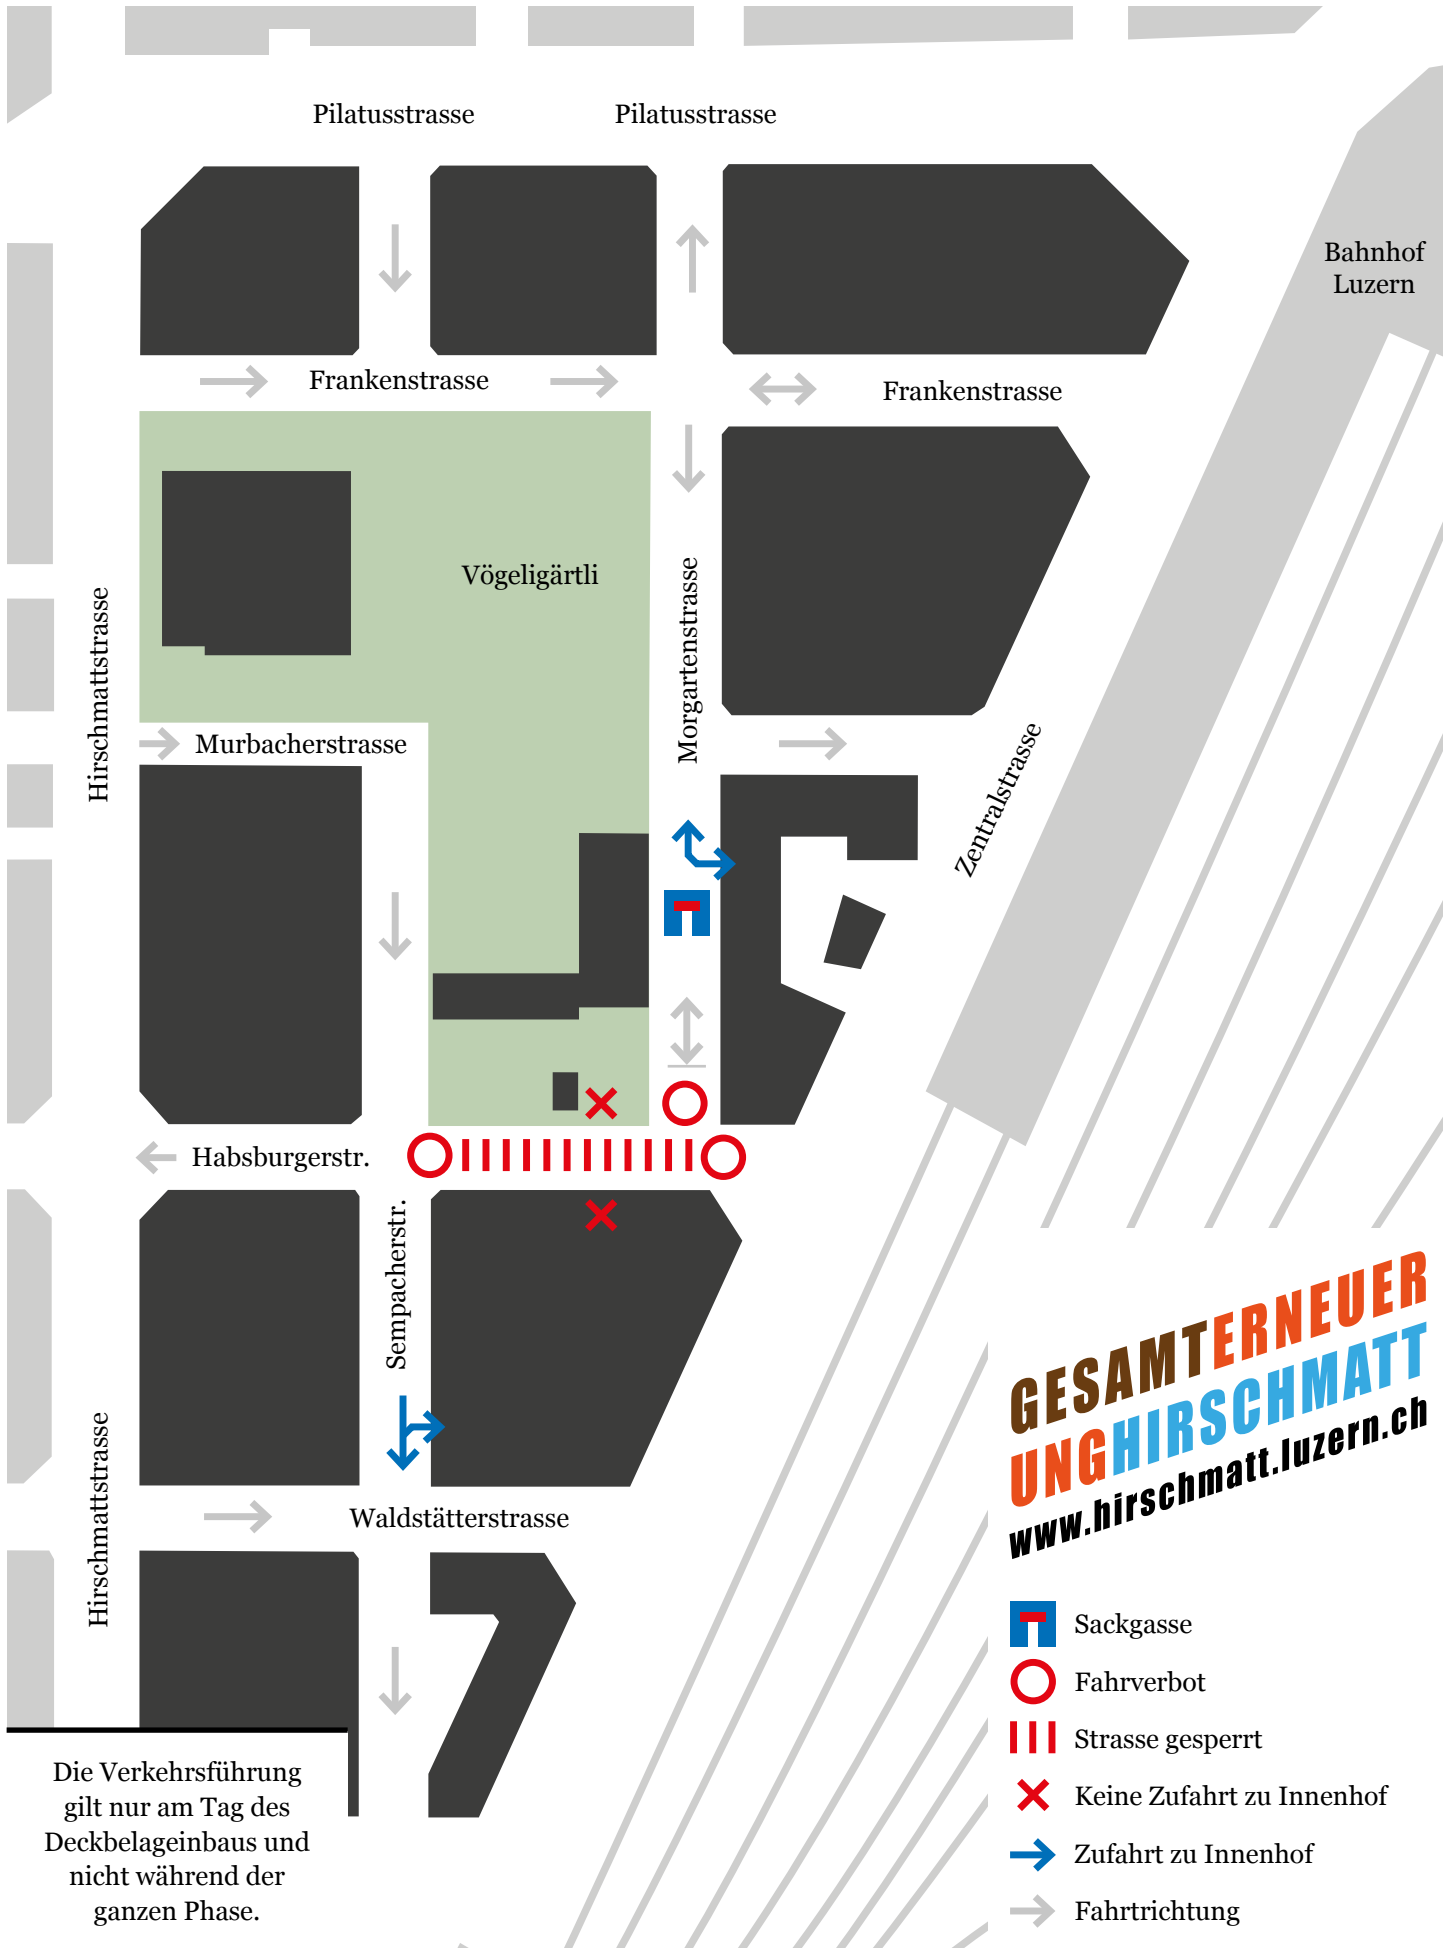 Pilatusstrasse
Pilatusstrasse
Bahnhof
Luzern
Frankenstrasse
Frankenstrasse
Vögeligärtli
Hirschmattstrasse
Morgartenstrasse
Murbacherstrasse
Zentralstrasse
Habsburgerstr.
Sempacherstr.
Hirschmattstrasse
Waldstätterstrasse
GESAMTERNEUER
UNGHIRSCHMATT
www.hirschmatt.luzern.ch
Sackgasse
Fahrverbot
Strasse gesperrt
Keine Zufahrt zu Innenhof
Zufahrt zu Innenhof
Fahrtrichtung
Die Verkehrsführung
gilt nur am Tag des
Deckbelageinbaus und
nicht während der
ganzen Phase.